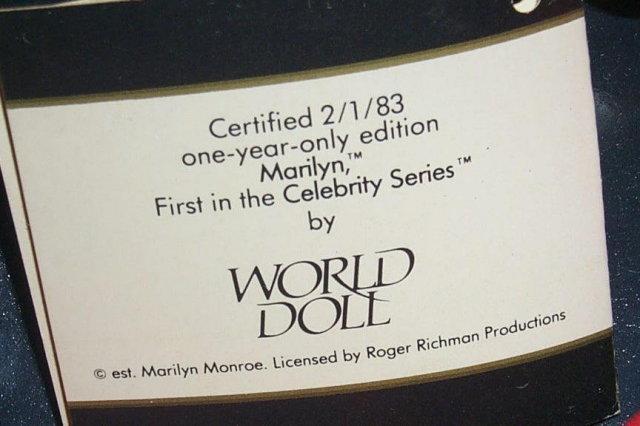 Certified 2/1/83
one-year-only edition
Marilyn,™
First in the Celebrity Series™
by
WORLD
DOLL
© est. Marilyn Monroe. Licensed by Roger Richman Productions